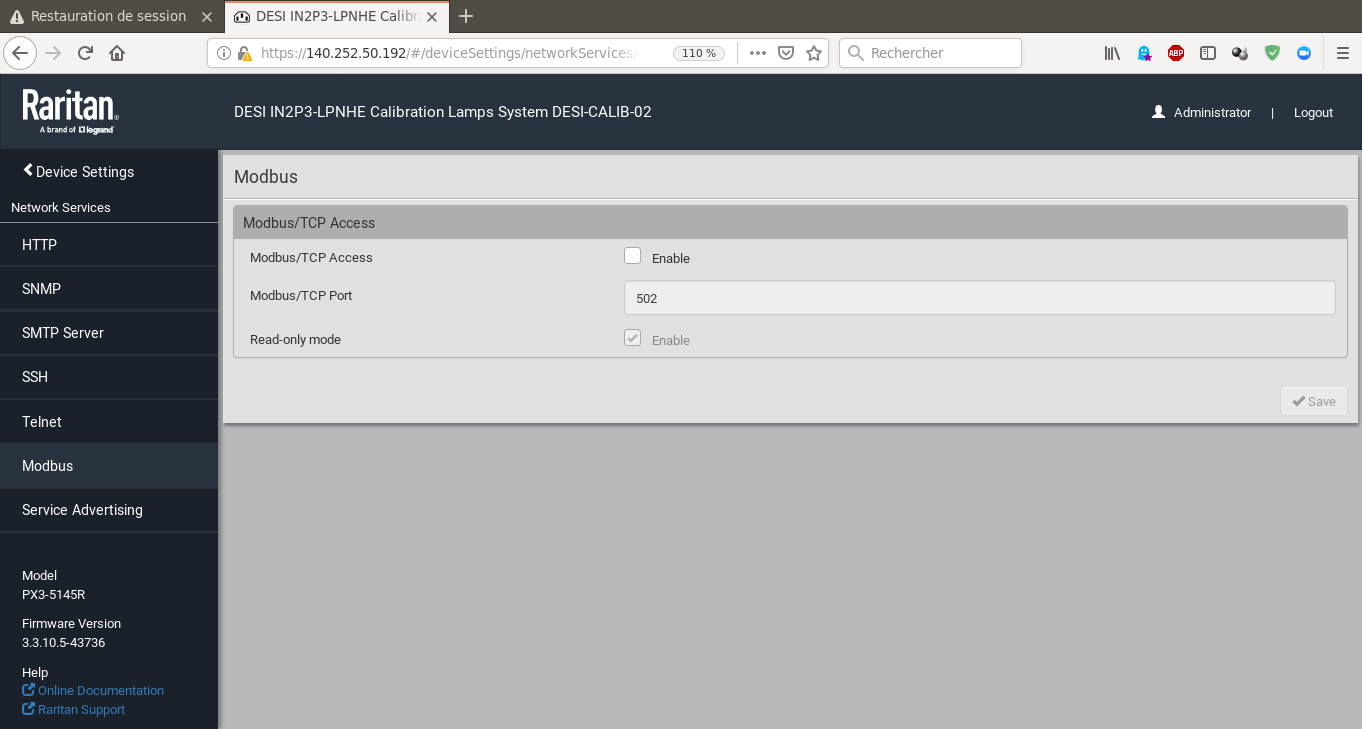 Restauration de session
DESI IN2P3-LPNHE Calibr
https://140.252.50.192/#/deviceSettings/networkServices/
110 %
Rechercher
ABP
Raritan
A brand of legrand
DESI IN2P3-LPNHE Calibration Lamps System DESI-CALIB-02
Administrator | Logout
Device Settings
Network Services
HTTP
SNMP
SMTP Server
SSH
Telnet
Modbus
Service Advertising
Model
PX3-5145R
Firmware Version
3.3.10.5-43736
Help
Online Documentation
Raritan Support
Modbus
Modbus/TCP Access
Modbus/TCP Access Enable
Modbus/TCP Port 502
Read-only mode Enable
Save